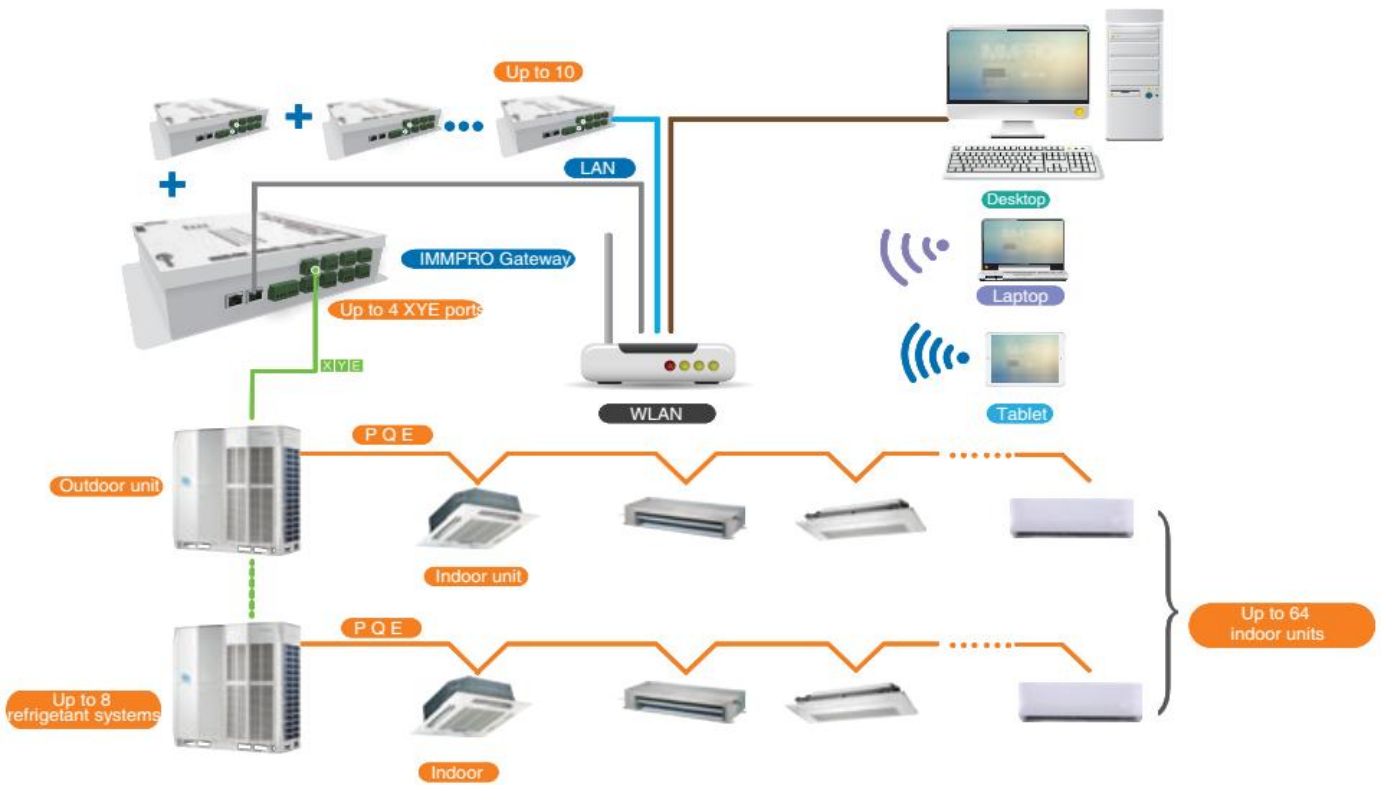 Up to 10
LAN
IMMPRO Gateway
Up to 4 XYE ports
X Y E
Desktop
Laptop
Tablet
WLAN
P Q E
Outdoor unit
Indoor unit
P Q E
Up to 64
indoor units
Up to 8
refrigetant systems
Indoor